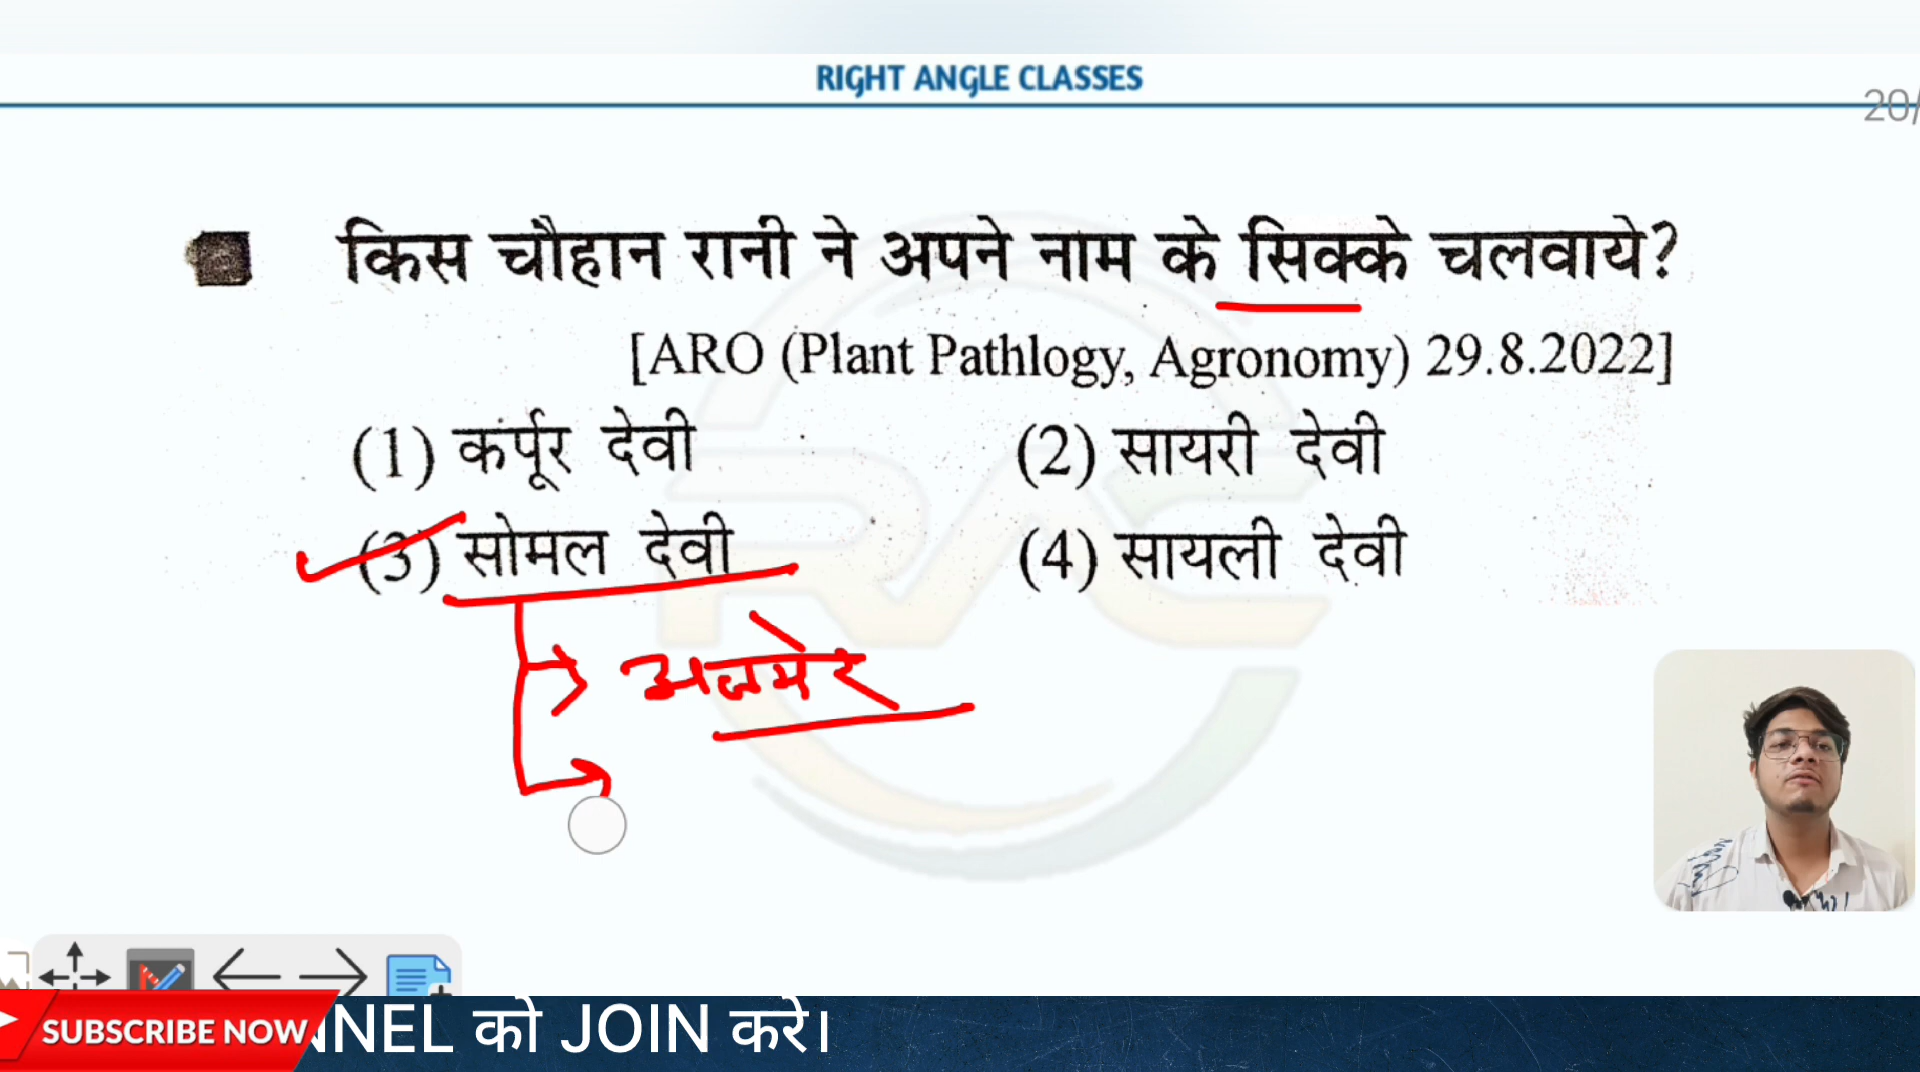 RIGHT ANGLE CLASSES
20/
किस चौहान रानी ने अपने नाम के सिक्के चलवाये?
[ARO (Plant Pathlogy, Agronomy) 29.8.2022]
(1) कर्पूर देवी
(2) सायरी देवी
(3) सोमल देवी
(4) सायली देवी
अजमेर
SUBSCRIBE NOW
NNEL को JOIN करे।